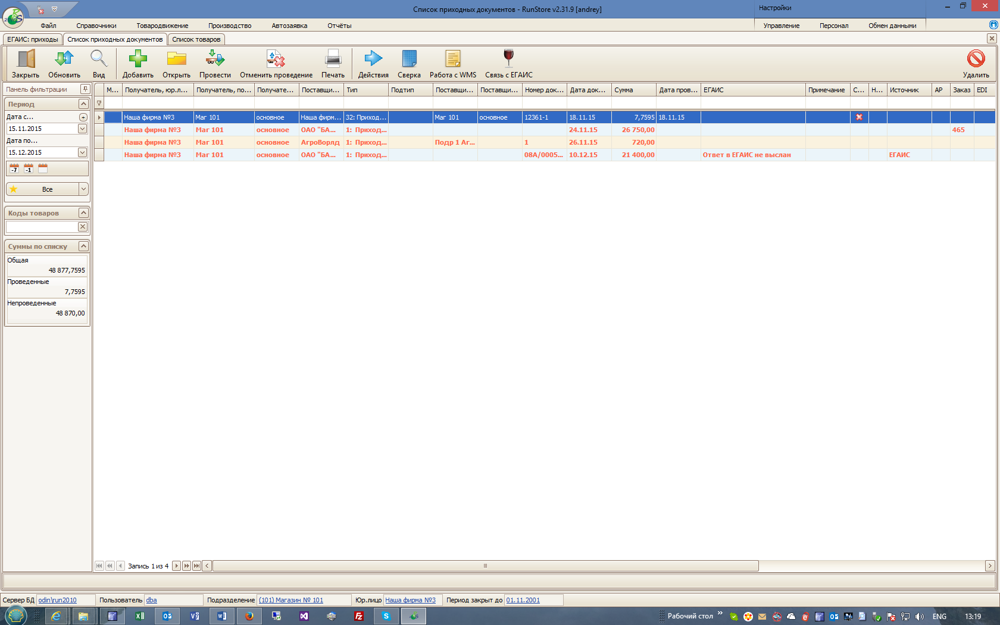 Список приходных документов - RunStore v2.31.9 [andrey]
Настройки
Файл Справочники Товародвижение Производство Автозаявка Отчёты Управление Персонал Обмен данными
ЕГАИС: приходы Список приходных документов Список товаров
Закрыть Обновить Вид Добавить Открыть Провести Отменить проведение Печать Действия Сверка Работа с WMS Связь с ЕГАИС Удалить
Панель фильтрации
Период
Дата с...
15.11.2015
Дата по...
15.12.2015
-7 -1
Все
Коды товаров
Суммы по списку
Общая
48 877,7595
Проведенные
7,7595
Непроведенные
48 870,00
М... Получатель, юр.л... Получатель, по... Получате... Поставщи... Тип Подтип Поставщи... Поставщи... Номер док... Дата док... Сумма Дата пров... ЕГАИС Примечание С... Н... Источник АР Заказ EDI
Наша фирма №3 Маг 101 основное Наша фирм... 32: Приход... Маг 101 основное 12361-1 18.11.15 7,7595 18.11.15
Наша фирма №3 Маг 101 основное ОАО "БА... 1: Приход... 24.11.15 26 750,00 465
Наша фирма №3 Маг 101 основное АгроВорлд 1: Приход... Подр 1 Аг... 1 26.11.15 720,00
Наша фирма №3 Маг 101 основное ОАО "БА... 1: Приход... 08А/0005... 10.12.15 21 400,00 Ответ в ЕГАИС не выслан ЕГАИС
Запись 1 из 4
Сервер БД odin\run2010 Пользователь dba Подразделение (101) Магазин № 101 Юр.лицо Наша фирма №3 Период закрыт до 01.11.2001
Рабочий стол » ENG 13:19